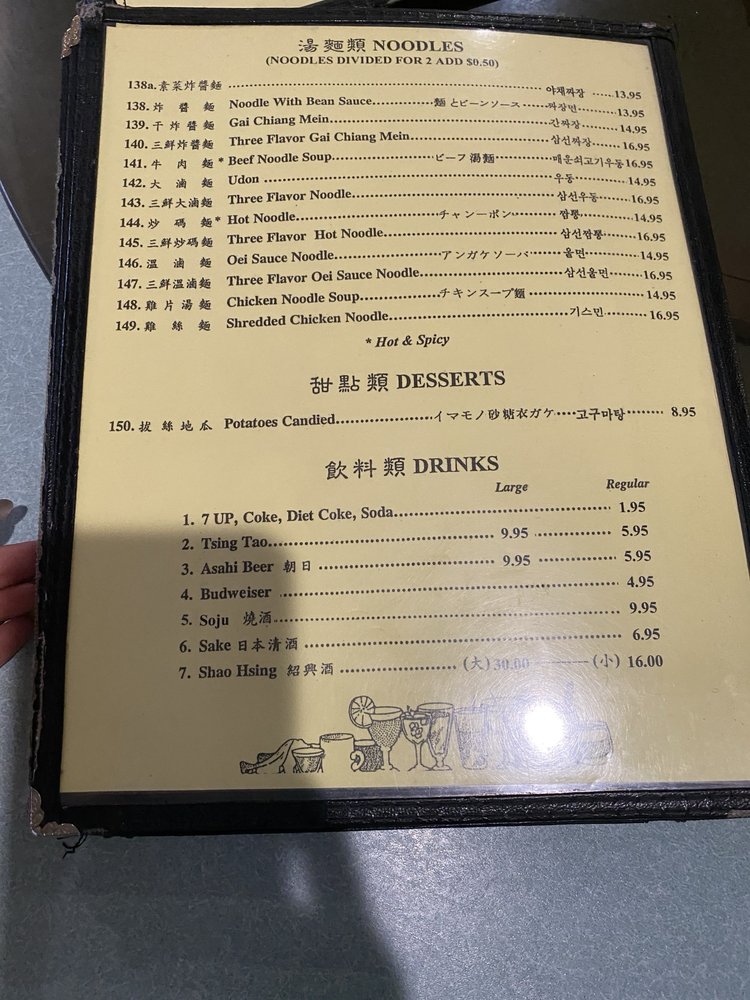 湯麵類 NOODLES
(NOODLES DIVIDED FOR 2 ADD $0.50)
138a.素菜炸醬麵 야채짜장 13.95
138. 炸醬麵 Noodle With Bean Sauce 麵とビーンソース 짜장면 13.95
139. 干炸醬麵 Gai Chiang Mein 간짜장 14.95
140. 三鮮炸醬麵 Three Flavor Gai Chiang Mein 삼선짜장 16.95
141. 牛肉麵 * Beef Noodle Soup ビーフ湯麵 매운쇠고기우동 16.95
142. 大滷麵 Udon 우동 14.95
143. 三鮮大滷麵 Three Flavor Noodle 삼선우동 16.95
144. 炒碼麵 * Hot Noodle チャンーポン 짬뽕 14.95
145. 三鮮炒碼麵 Three Flavor Hot Noodle 삼선짬뽕 16.95
146. 溫滷麵 Oei Sauce Noodle アンガケソーバ 울면 14.95
147. 三鮮溫滷麵 Three Flavor Oei Sauce Noodle 삼선울면 16.95
148. 雞片湯麵 Chicken Noodle Soup チキンスープ麵 14.95
149. 雞絲麵 Shredded Chicken Noodle 기스민 16.95
* Hot & Spicy
甜點類 DESSERTS
150. 拔絲地瓜 Potatoes Candied イマモノ砂糖衣ガケ 고구마탕 8.95
飲料類 DRINKS
Large Regular
1. 7 UP, Coke, Diet Coke, Soda 1.95
2. Tsing Tao 9.95 5.95
3. Asahi Beer 朝日 9.95 5.95
4. Budweiser 4.95
5. Soju 燒酒 9.95
6. Sake 日本清酒 6.95
7. Shao Hsing 紹興酒 (大) 30.00 (小) 16.00